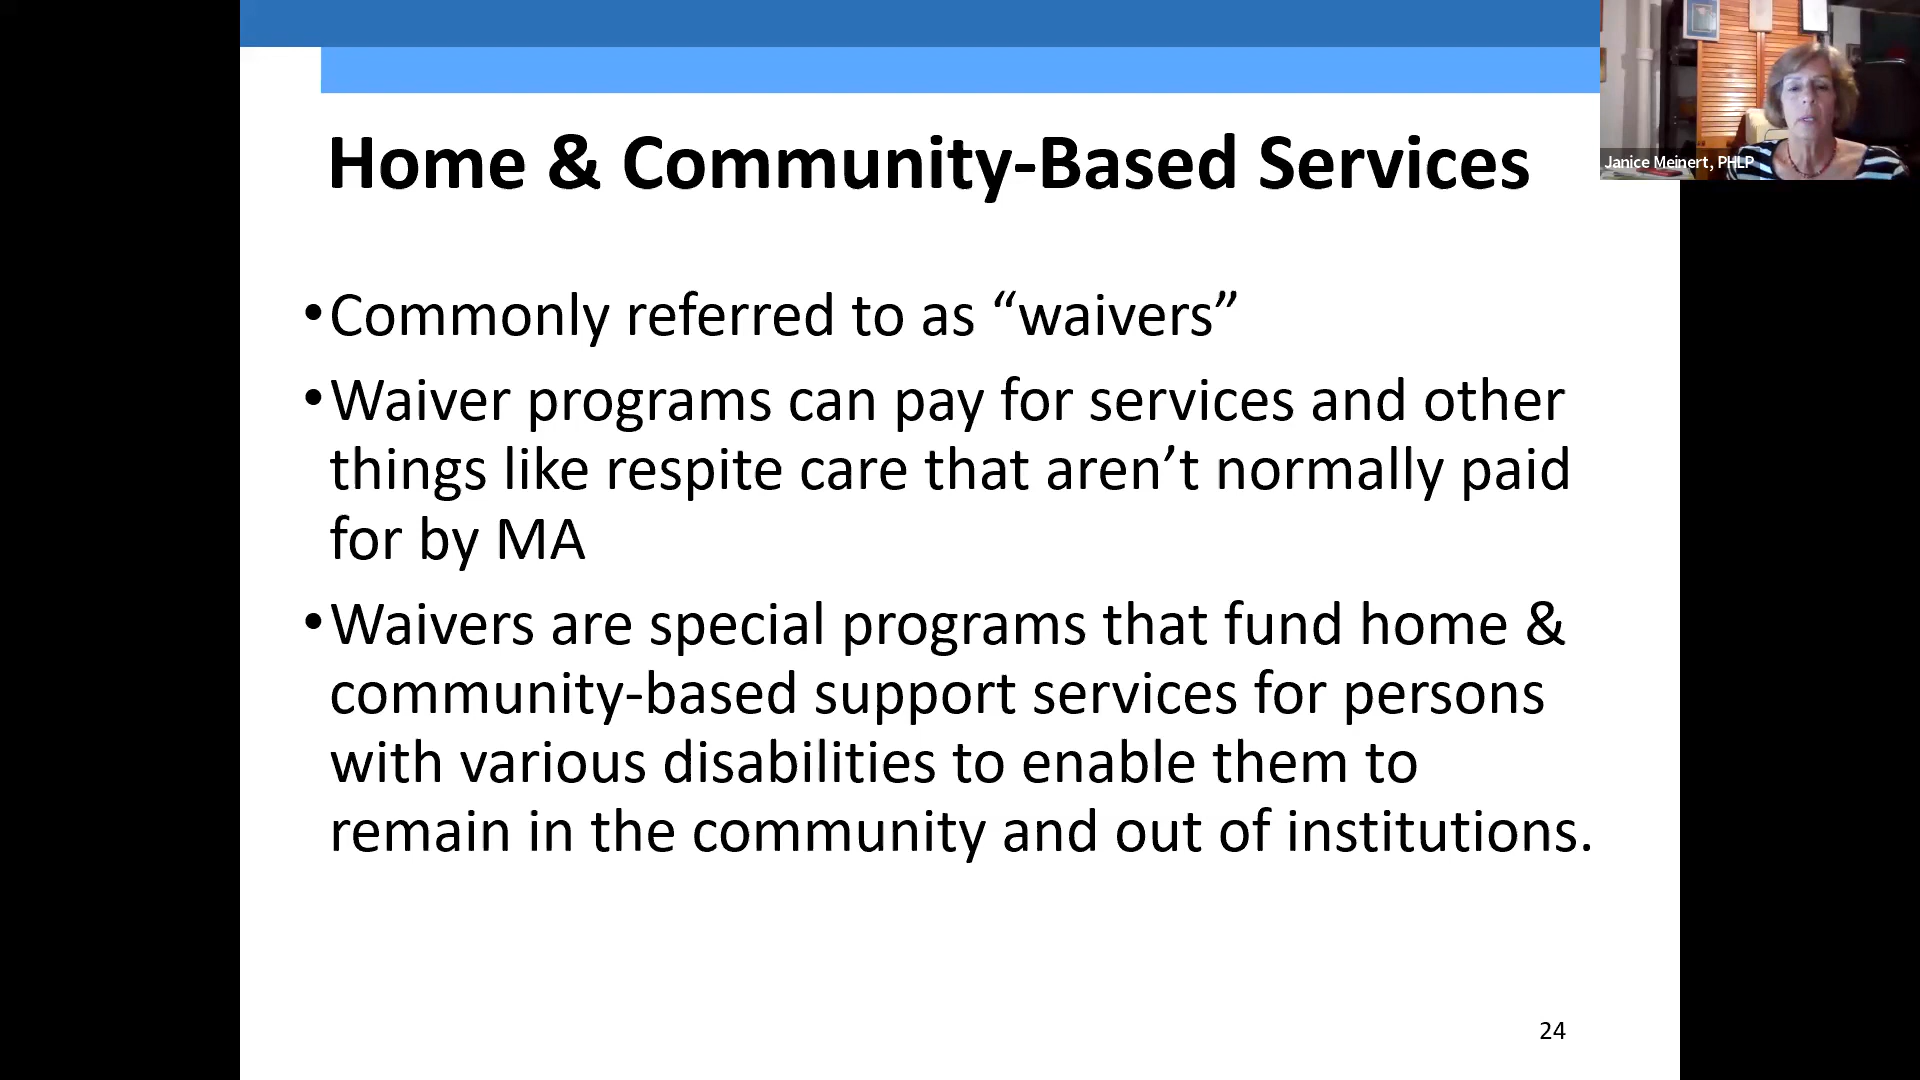 Home & Community-Based Services
Janice Meinert, PHLP
•Commonly referred to as “waivers”
•Waiver programs can pay for services and other
things like respite care that aren’t normally paid
for by MA
•Waivers are special programs that fund home &
community-based support services for persons
with various disabilities to enable them to
remain in the community and out of institutions.
24